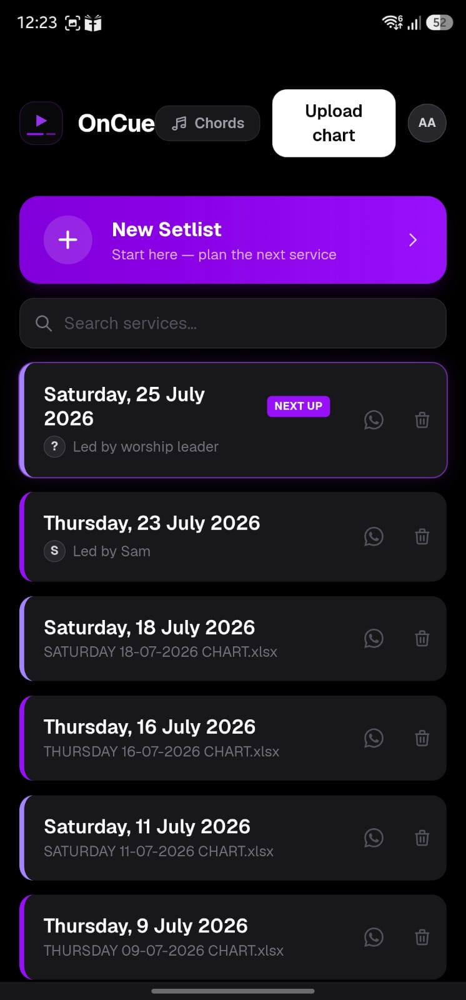 12:23
6
52
OnCue
Chords
Upload
chart
AA
New Setlist
Start here — plan the next service
Search services...
Saturday, 25 July
2026
NEXT UP
? Led by worship leader
Thursday, 23 July 2026
S Led by Sam
Saturday, 18 July 2026
SATURDAY 18-07-2026 CHART.xlsx
Thursday, 16 July 2026
THURSDAY 16-07-2026 CHART.xlsx
Saturday, 11 July 2026
SATURDAY 11-07-2026 CHART.xlsx
Thursday, 9 July 2026
THURSDAY 09-07-2026 CHART.xlsx